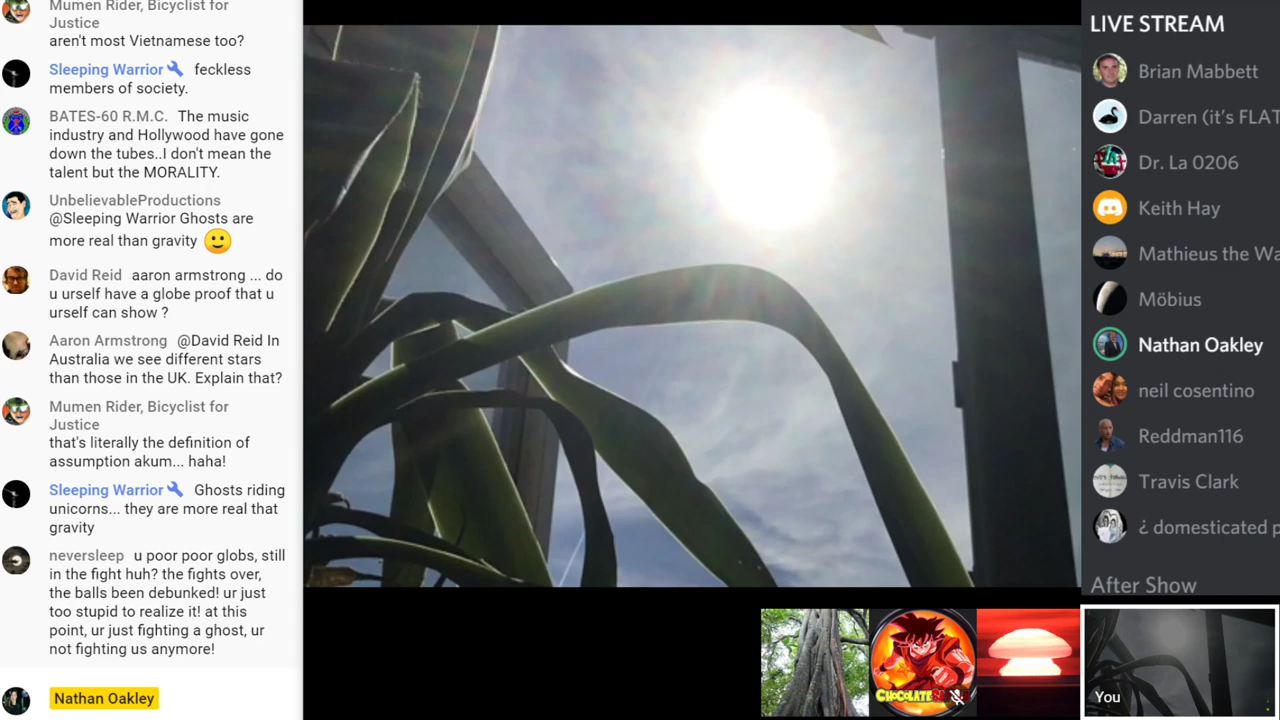 Mumen Rider, Bicyclist for
Justice
aren't most Vietnamese too?
Sleeping Warrior feckless
members of society.
BATES-60 R.M.C. The music
industry and Hollywood have gone
down the tubes..I don't mean the
talent but the MORALITY.
UnbelievableProductions
@Sleeping Warrior Ghosts are
more real than gravity
David Reid aaron armstrong ... do
u urself have a globe proof that u
urself can show ?
Aaron Armstrong @David Reid In
Australia we see different stars
than those in the UK. Explain that?
Mumen Rider, Bicyclist for
Justice
that's literally the definition of
assumption akum... haha!
Sleeping Warrior Ghosts riding
unicorns... they are more real that
gravity
neversleep u poor poor globs, still
in the fight huh? the fights over,
the balls been debunked! ur just
too stupid to realize it! at this
point, ur just fighting a ghost, ur
not fighting us anymore!
Nathan Oakley
LIVE STREAM
Brian Mabbett
Darren (it's FLAT
Dr. La 0206
Keith Hay
Mathieus the Wa
Möbius
Nathan Oakley
neil cosentino
Reddman116
Travis Clark
¿ domesticated p
After Show
You